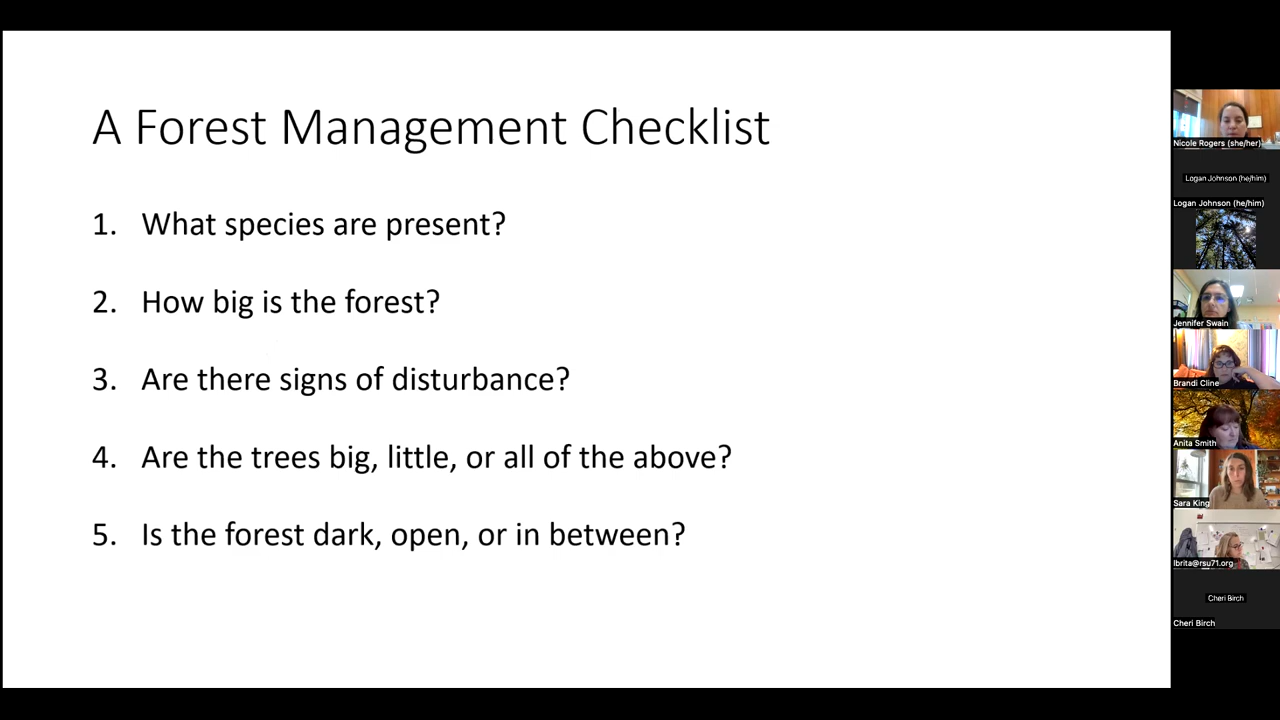 A Forest Management Checklist
1. What species are present?
2. How big is the forest?
3. Are there signs of disturbance?
4. Are the trees big, little, or all of the above?
5. Is the forest dark, open, or in between?
Nicole Rogers (she/her)
Logan Johnson (he/him)
Logan Johnson (he/him)
Jennifer Swain
Brandi Cline
Anita Smith
Sara King
lbrita@rsu71.org
Cheri Birch
Cheri Birch